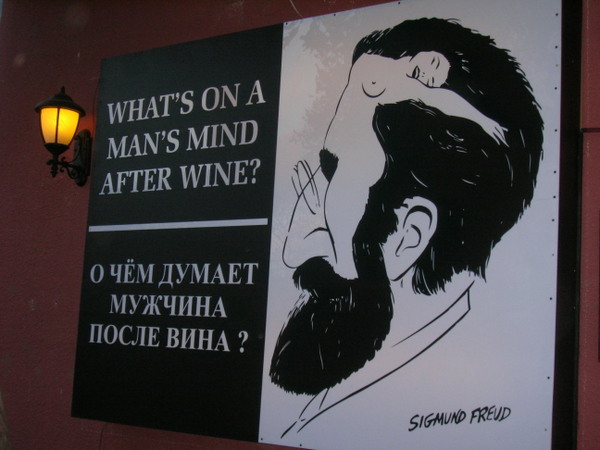 WHAT'S ON A
MAN'S MIND
AFTER WINE?
О ЧЁМ ДУМАЕТ
МУЖЧИНА
ПОСЛЕ ВИНА ?
SIGMUND FREUD